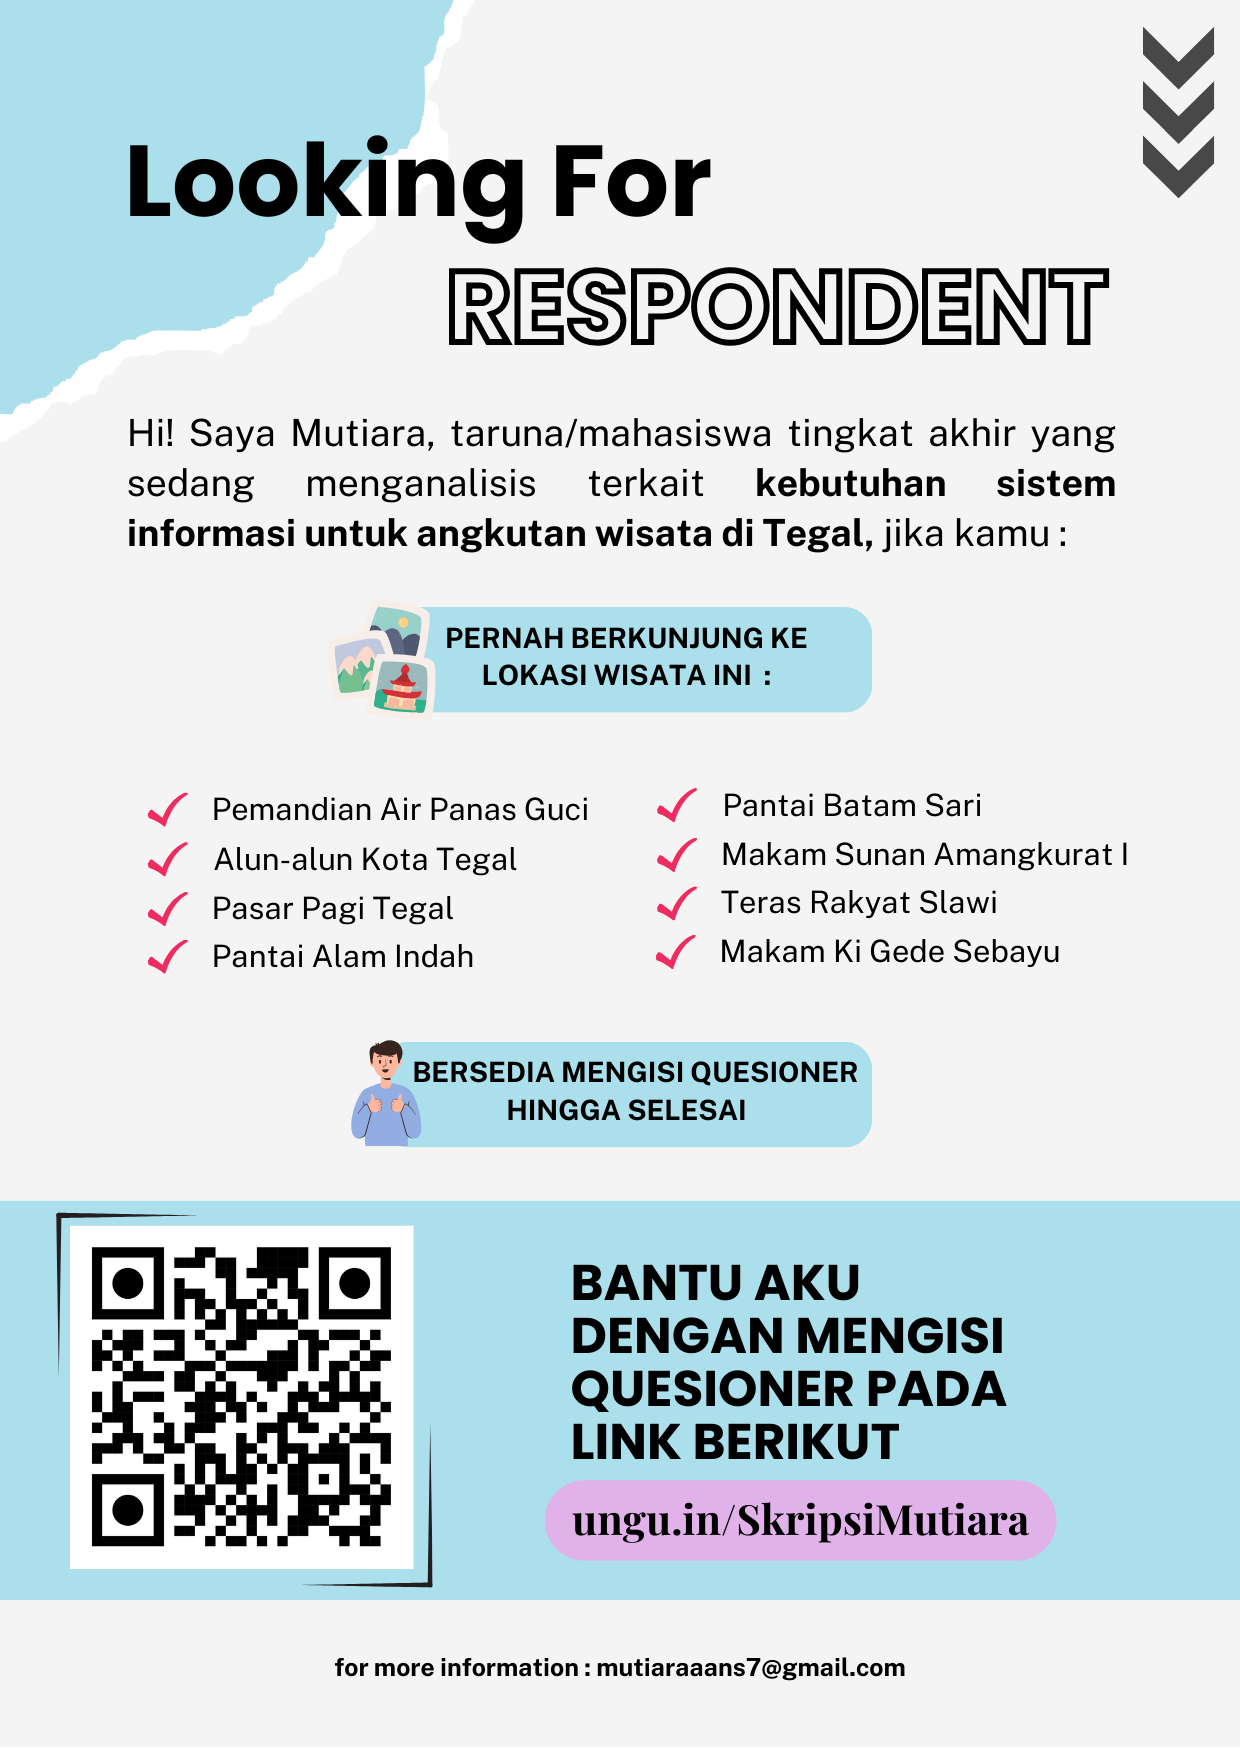 Looking For
RESPONDENT
Hi! Saya Mutiara, taruna/mahasiswa tingkat akhir yang
sedang menganalisis terkait kebutuhan sistem
informasi untuk angkutan wisata di Tegal, jika kamu :
PERNAH BERKUNJUNG KE
LOKASI WISATA INI :
Pemandian Air Panas Guci
Alun-alun Kota Tegal
Pasar Pagi Tegal
Pantai Alam Indah
Pantai Batam Sari
Makam Sunan Amangkurat I
Teras Rakyat Slawi
Makam Ki Gede Sebayu
BERSEDIA MENGISI QUESIONER
HINGGA SELESAI
BANTU AKU
DENGAN MENGISI
QUESIONER PADA
LINK BERIKUT
ungu.in/SkripsiMutiara
for more information : mutiaraaans7@gmail.com